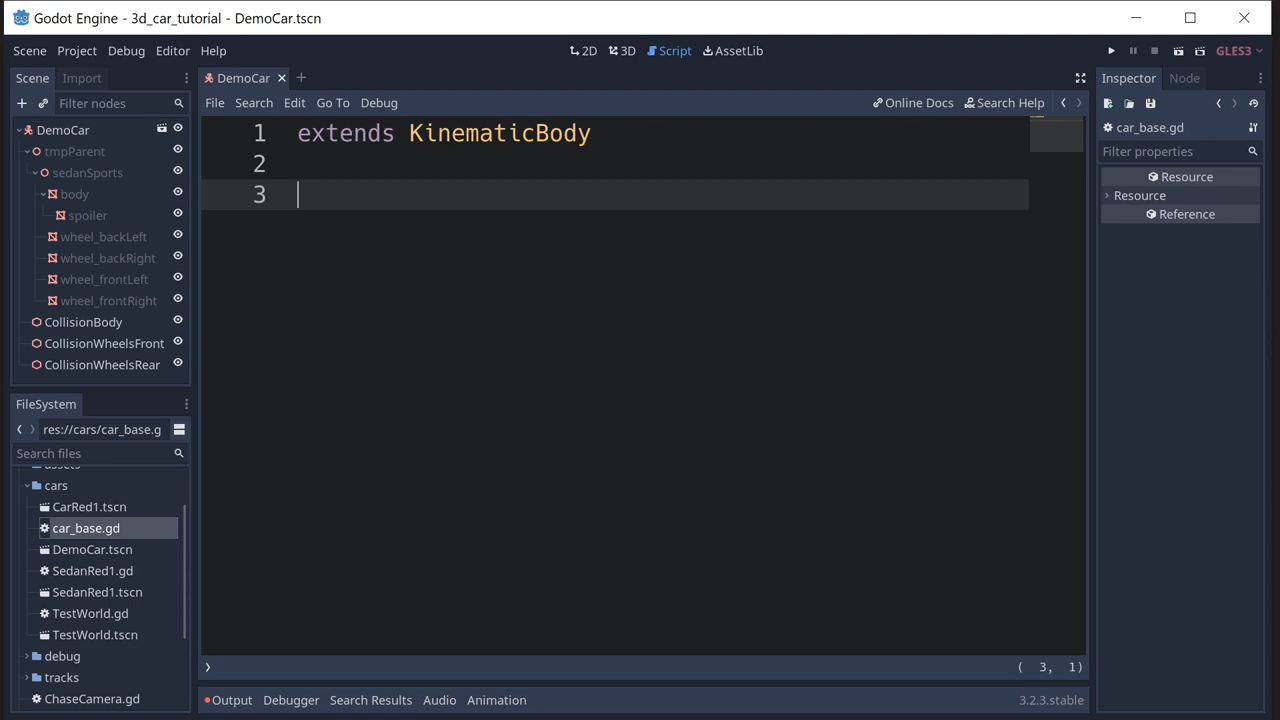 Godot Engine - 3d_car_tutorial - DemoCar.tscn
Scene Project Debug Editor Help
2D 3D Script AssetLib
GLES3
Scene Import
DemoCar
Inspector Node
Filter nodes
File Search Edit Go To Debug
Online Docs Search Help
car_base.gd
Filter properties
Resource
Resource
Reference
DemoCar
tmpParent
sedanSports
body
spoiler
wheel_backLeft
wheel_backRight
wheel_frontLeft
wheel_frontRight
CollisionBody
CollisionWheelsFront
CollisionWheelsRear
1 extends KinematicBody
2
3
FileSystem
res://cars/car_base.g
Search files
assets
cars
CarRed1.tscn
car_base.gd
DemoCar.tscn
SedanRed1.gd
SedanRed1.tscn
TestWorld.gd
TestWorld.tscn
debug
tracks
ChaseCamera.gd
( 3, 1)
Output Debugger Search Results Audio Animation
3.2.3.stable